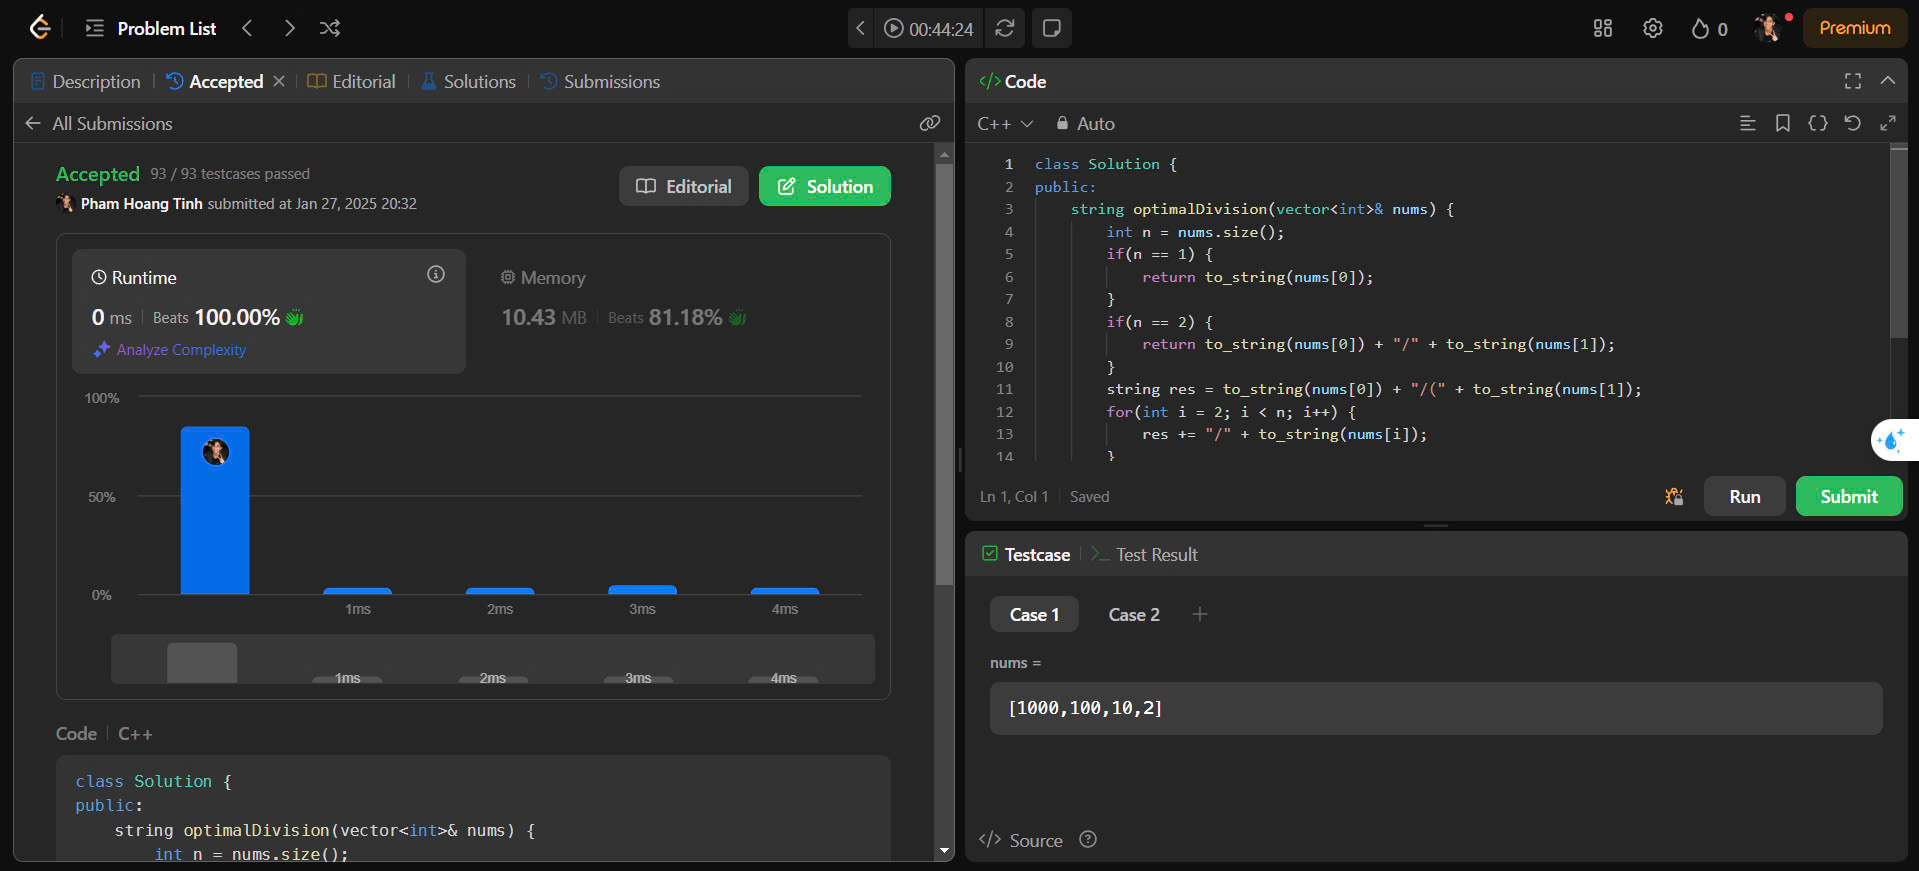 Problem List
00:44:24
0
Premium
Description
Accepted
Editorial
Solutions
Submissions
All Submissions
Accepted 93 / 93 testcases passed
Pham Hoang Tinh submitted at Jan 27, 2025 20:32
Editorial
Solution
Runtime
0 ms Beats 100.00%
Analyze Complexity
Memory
10.43 MB Beats 81.18%
100%
50%
0%
1ms 2ms 3ms 4ms
1ms 2ms 3ms 4ms
Code C++
class Solution {
public:
string optimalDivision(vector<int>& nums) {
int n = nums.size();
</>Code
C++ Auto
1 class Solution {
2 public:
3 string optimalDivision(vector<int>& nums) {
4 int n = nums.size();
5 if(n == 1) {
6 return to_string(nums[0]);
7 }
8 if(n == 2) {
9 return to_string(nums[0]) + "/" + to_string(nums[1]);
10 }
11 string res = to_string(nums[0]) + "/(" + to_string(nums[1]);
12 for(int i = 2; i < n; i++) {
13 res += "/" + to_string(nums[i]);
14 }
Ln 1, Col 1 Saved
Run
Submit
Testcase
Test Result
Case 1 Case 2 +
nums =
[1000,100,10,2]
</> Source